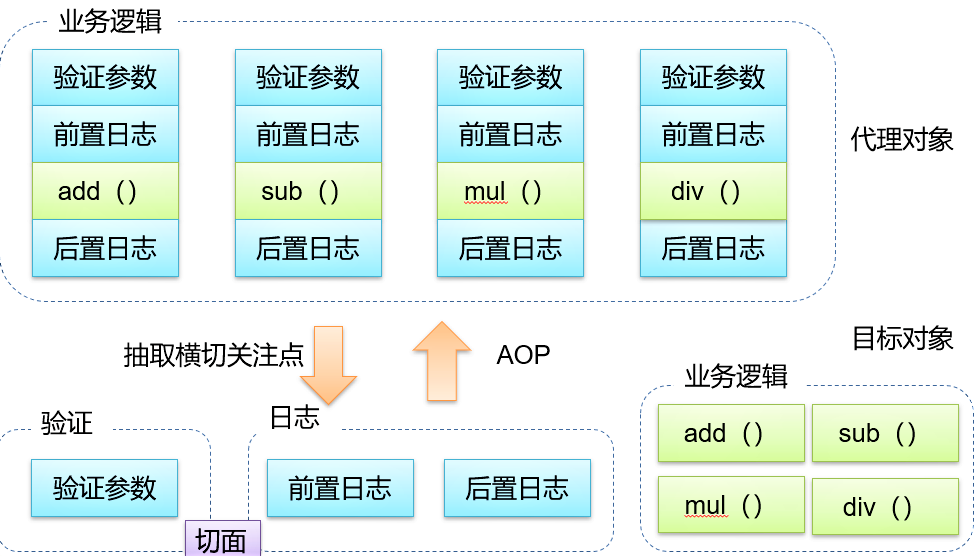 业务逻辑
验证参数 验证参数 验证参数 验证参数
前置日志 前置日志 前置日志 前置日志
add（） sub（） mul（） div（）
后置日志 后置日志 后置日志 后置日志
代理对象
抽取横切关注点
AOP
目标对象
验证
验证参数
日志
前置日志 后置日志
切面
业务逻辑
add（） sub（）
mul（） div（）